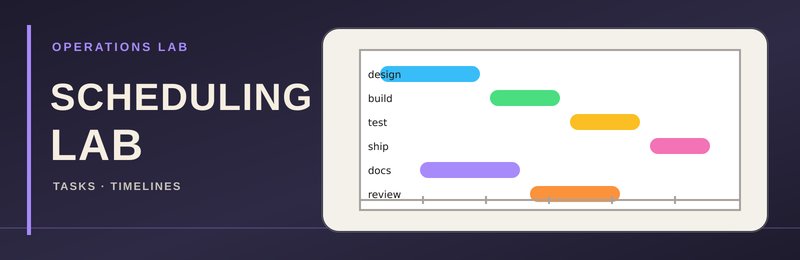 OPERATIONS LAB
SCHEDULING
LAB
TASKS · TIMELINES
design
build
test
ship
docs
review